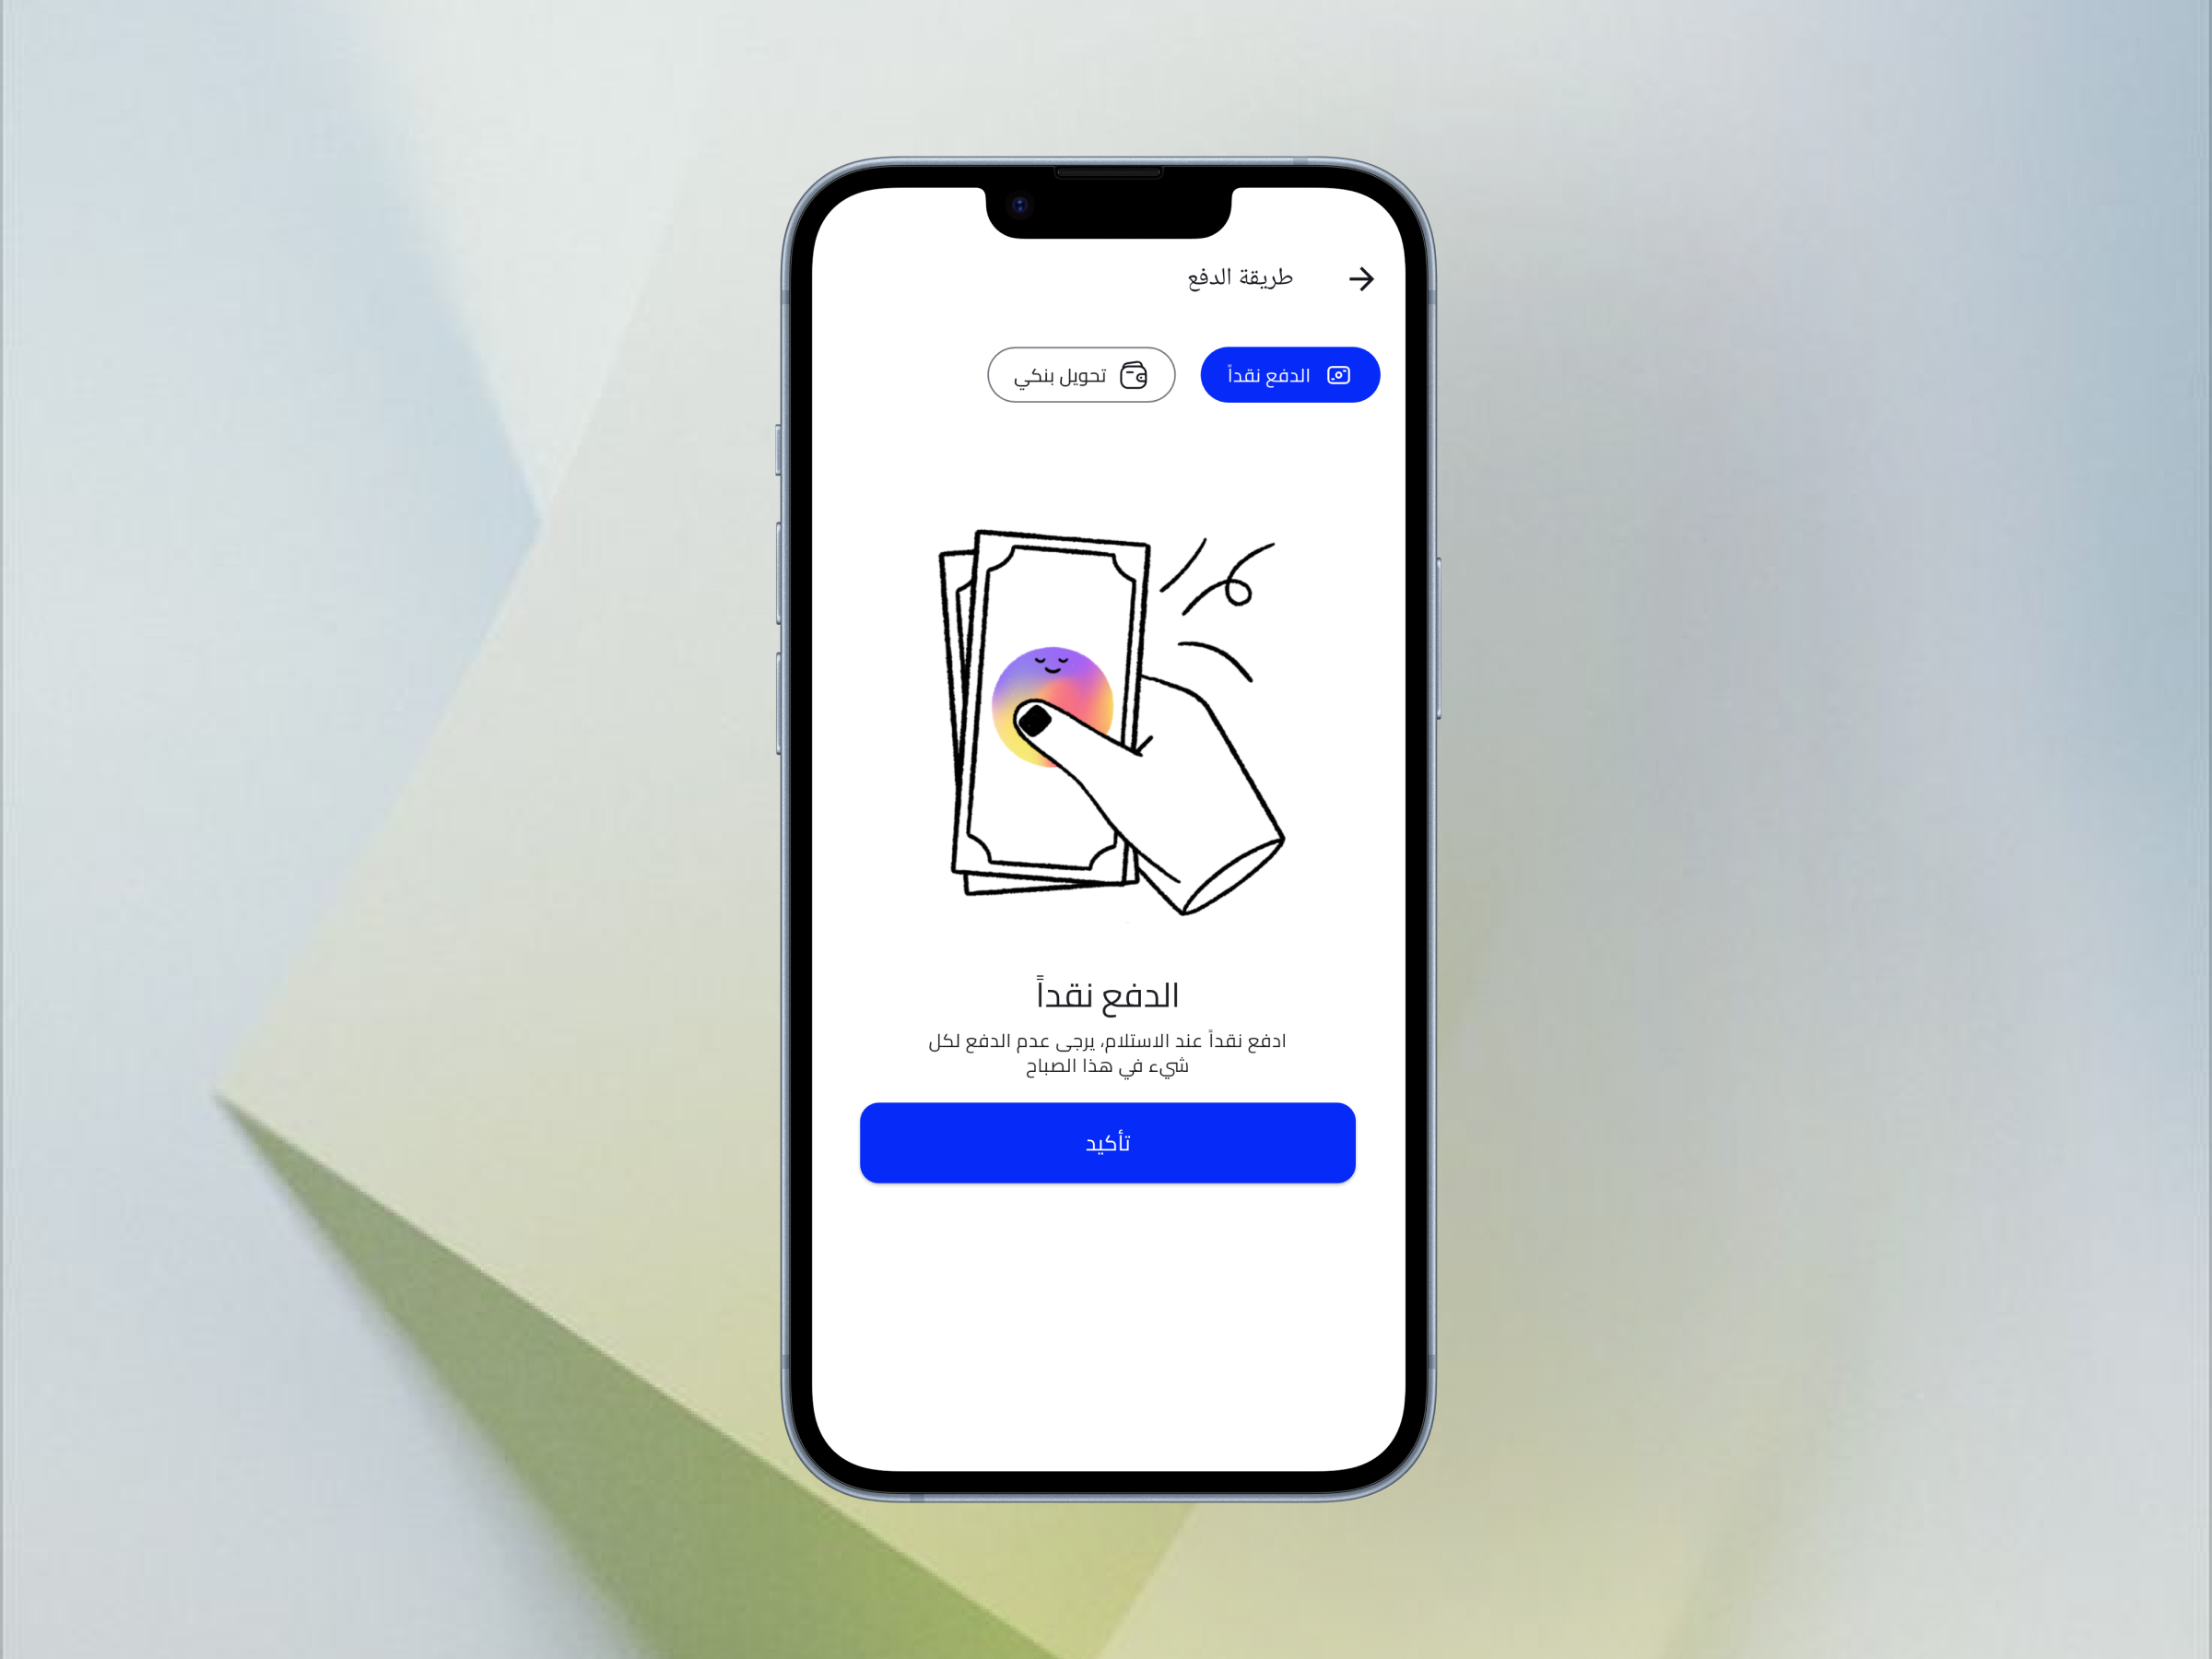 طريقة الدفع
الدفع نقداً
تحويل بنكي
الدفع نقداً
ادفع نقداً عند الاستلام، يرجى عدم الدفع لكل
شيء في هذا الصباح
تأكيد